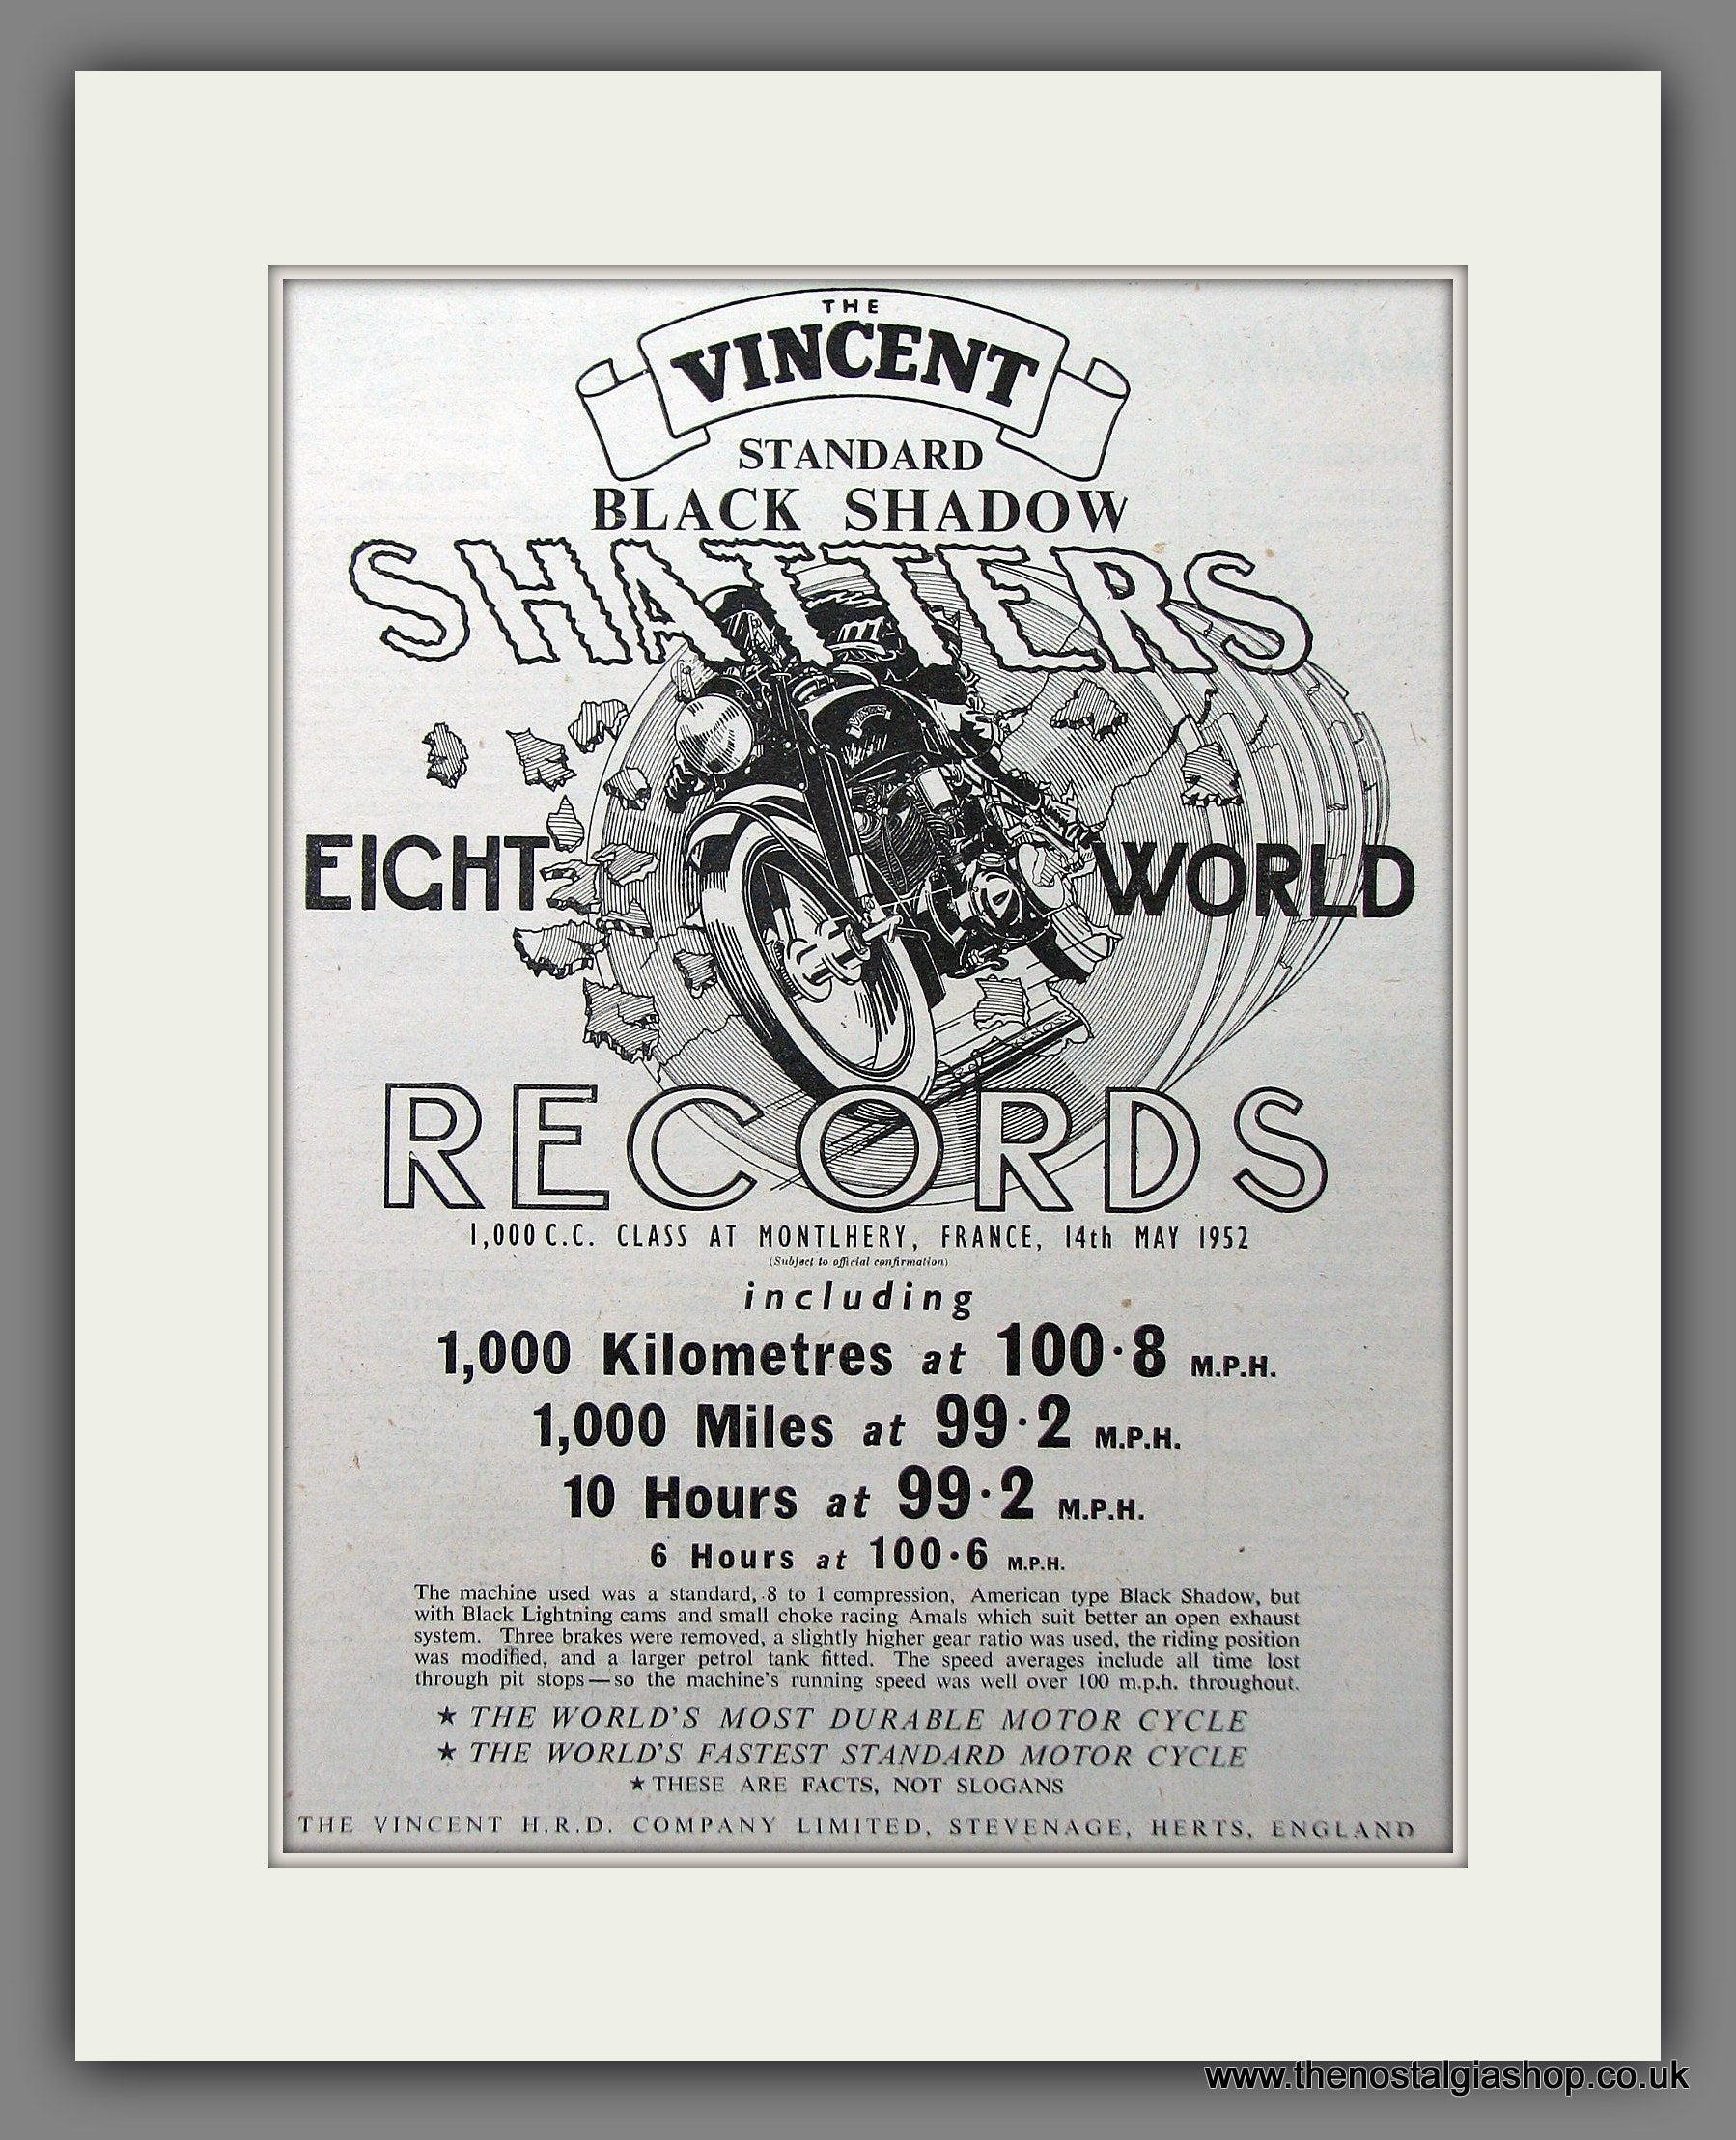 THE
VINCENT
STANDARD
BLACK SHADOW
SHATTERS
EIGHT WORLD
RECORDS
1,000 C.C. CLASS AT MONTLHERY, FRANCE, 14th MAY 1952
(Subject to official confirmation)
including
1,000 Kilometres at 100·8 M.P.H.
1,000 Miles at 99·2 M.P.H.
10 Hours at 99·2 M.P.H.
6 Hours at 100·6 M.P.H.
The machine used was a standard, 8 to 1 compression, American type Black Shadow, but
with Black Lightning cams and small choke racing Amals which suit better an open exhaust
system. Three brakes were removed, a slightly higher gear ratio was used, the riding position
was modified, and a larger petrol tank fitted. The speed averages include all time lost
through pit stops—so the machine's running speed was well over 100 m.p.h. throughout.
★ THE WORLD'S MOST DURABLE MOTOR CYCLE
★ THE WORLD'S FASTEST STANDARD MOTOR CYCLE
★ THESE ARE FACTS, NOT SLOGANS
THE VINCENT H.R.D. COMPANY LIMITED, STEVENAGE, HERTS, ENGLAND
www.thenostalgiashop.co.uk